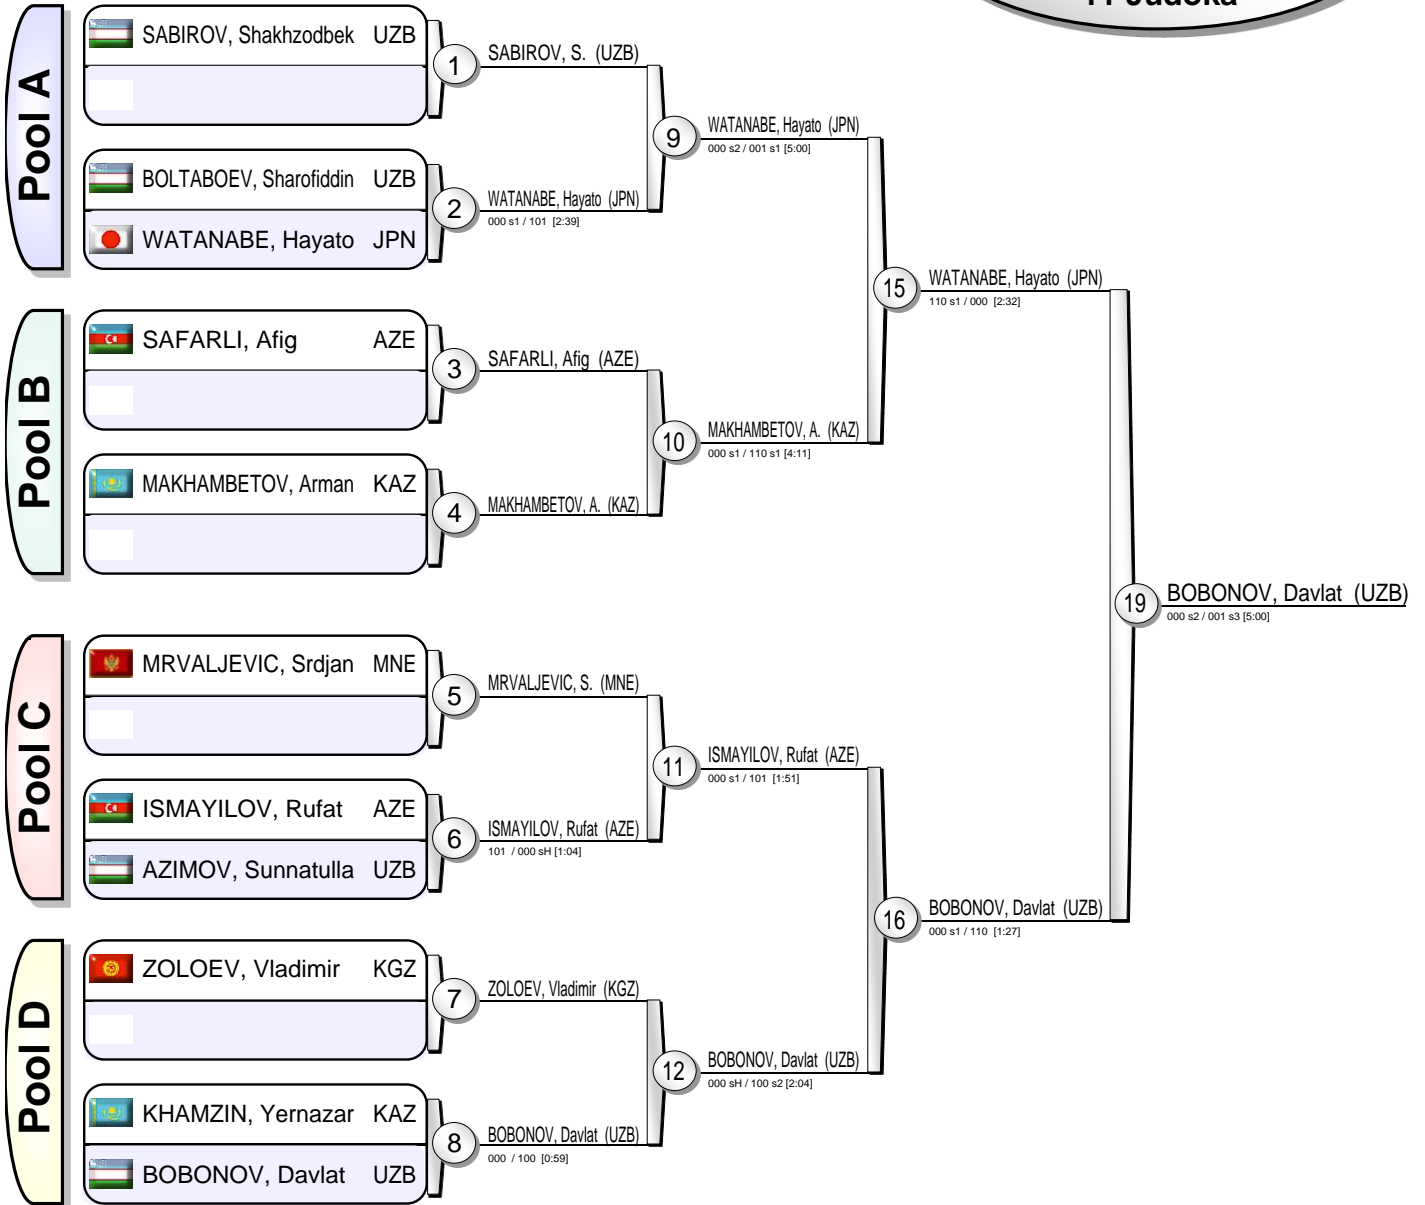 11 Judoka
Pool A
SABIROV, Shakhzodbek UZB
1
SABIROV, S. (UZB)
BOLTABOEV, Sharofiddin UZB
WATANABE, Hayato JPN
2
WATANABE, Hayato (JPN)
000 s1 / 101 [2:39]
9
WATANABE, Hayato (JPN)
000 s2 / 001 s1 [5:00]
Pool B
SAFARLI, Afig AZE
3
SAFARLI, Afig (AZE)
MAKHAMBETOV, Arman KAZ
4
MAKHAMBETOV, A. (KAZ)
10
MAKHAMBETOV, A. (KAZ)
000 s1 / 110 s1 [4:11]
15
WATANABE, Hayato (JPN)
110 s1 / 000 [2:32]
Pool C
MRVALJEVIC, Srdjan MNE
5
MRVALJEVIC, S. (MNE)
ISMAYILOV, Rufat AZE
AZIMOV, Sunnatulla UZB
6
ISMAYILOV, Rufat (AZE)
101 / 000 sH [1:04]
11
ISMAYILOV, Rufat (AZE)
000 s1 / 101 [1:51]
Pool D
ZOLOEV, Vladimir KGZ
7
ZOLOEV, Vladimir (KGZ)
KHAMZIN, Yernazar KAZ
BOBONOV, Davlat UZB
8
BOBONOV, Davlat (UZB)
000 / 100 [0:59]
12
BOBONOV, Davlat (UZB)
000 sH / 100 s2 [2:04]
16
BOBONOV, Davlat (UZB)
000 s1 / 110 [1:27]
19
BOBONOV, Davlat (UZB)
000 s2 / 001 s3 [5:00]